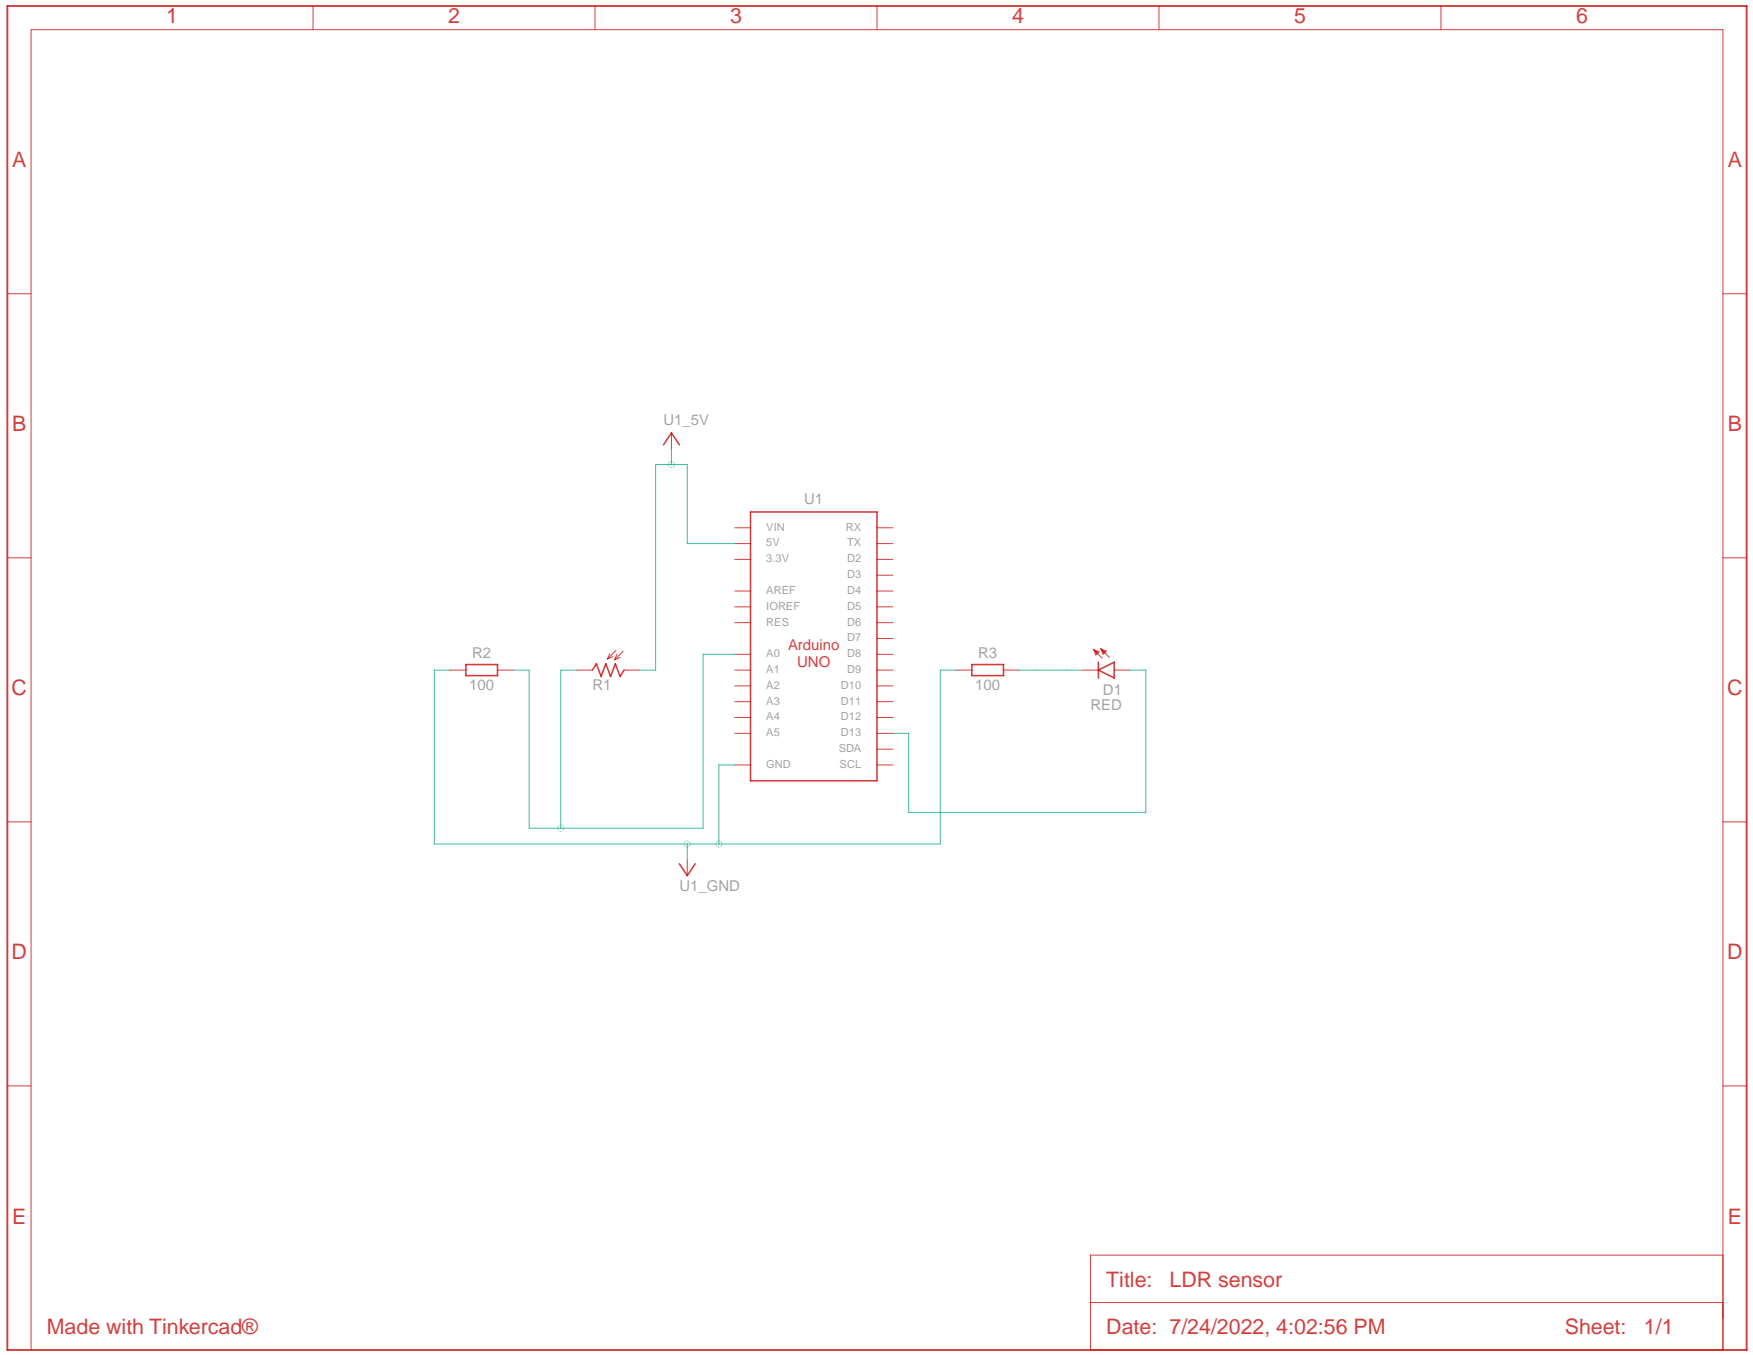 1 2 3 4 5 6
A A
B B
U1_5V
U1
VIN RX
5V TX
3.3V D2
D3
AREF D4
IOREF D5
RES D6
D7
Arduino
UNO
A0 D8
A1 D9
A2 D10
A3 D11
A4 D12
A5 D13
SDA
GND SCL
R2
100
R1
R3
100
D1
RED
C C
U1_GND
D D
E E
Title: LDR sensor
Made with Tinkercad®
Date: 7/24/2022, 4:02:56 PM Sheet: 1/1